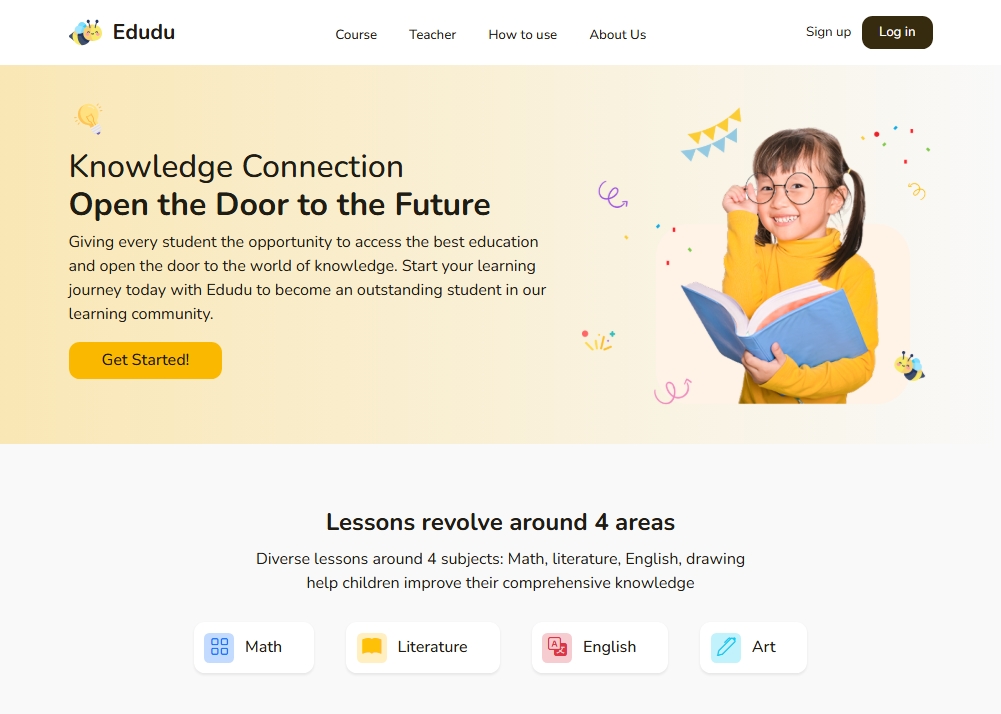 Edudu
Course
Teacher
How to use
About Us
Sign up
Log in
Knowledge Connection
Open the Door to the Future
Giving every student the opportunity to access the best education
and open the door to the world of knowledge. Start your learning
journey today with Edudu to become an outstanding student in our
learning community.
Get Started!
Lessons revolve around 4 areas
Diverse lessons around 4 subjects: Math, literature, English, drawing
help children improve their comprehensive knowledge
Math
Literature
English
Art